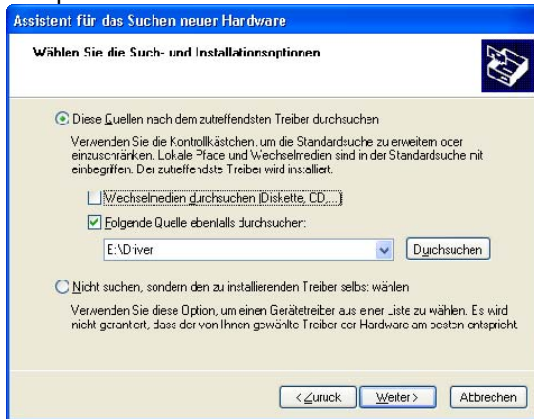 Assistent für das Suchen neuer Hardware
Wählen Sie die Such- und Installationsoptionen
Diese Quellen nach dem zutreffendsten Treiber durchsuchen
Verwenden Sie die Kontrollkästchen, um die Standardsuche zu erweitern oder
einzuschränken. Lokale Pfade und Wechselmedien sind in der Standardsuche mit
einbegriffen. Der zutreffendste Treiber wird installiert.
Wechselmedien durchsuchen (Diskette, CD,...)
Folgende Quelle ebenfalls durchsuchen:
E:\Driver
Durchsuchen
Nicht suchen, sondern den zu installierenden Treiber selbst wählen
Verwenden Sie diese Option, um einen Gerätetreiber aus einer Liste zu wählen. Es wird
nicht garantiert, dass der von Ihnen gewählte Treiber der Hardware am besten entspricht.
< Zurück
Weiter >
Abbrechen